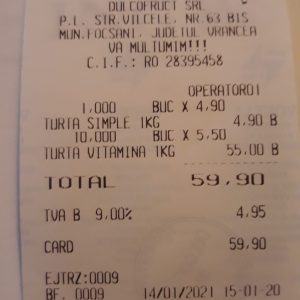 DULCOFRUCT SRL
P.L. STR.VILCELE, NR.63 BIS
MUN.FOCSANI, JUDETUL VRANCEA
VA MULTUMIM!!!
C.I.F.: RO 28395458
OPERATOR01
1,000 BUC X 4,90
TURTA SIMPLE 1KG 4,90 B
10,000 BUC X 5,50
TURTA VITAMINA 1KG 55,00 B
TOTAL 59,90
TVA B 9,00% 4,95
CARD 59,90
EJTRZ:0009
BF. 0009 14/01/2021 15-01-20